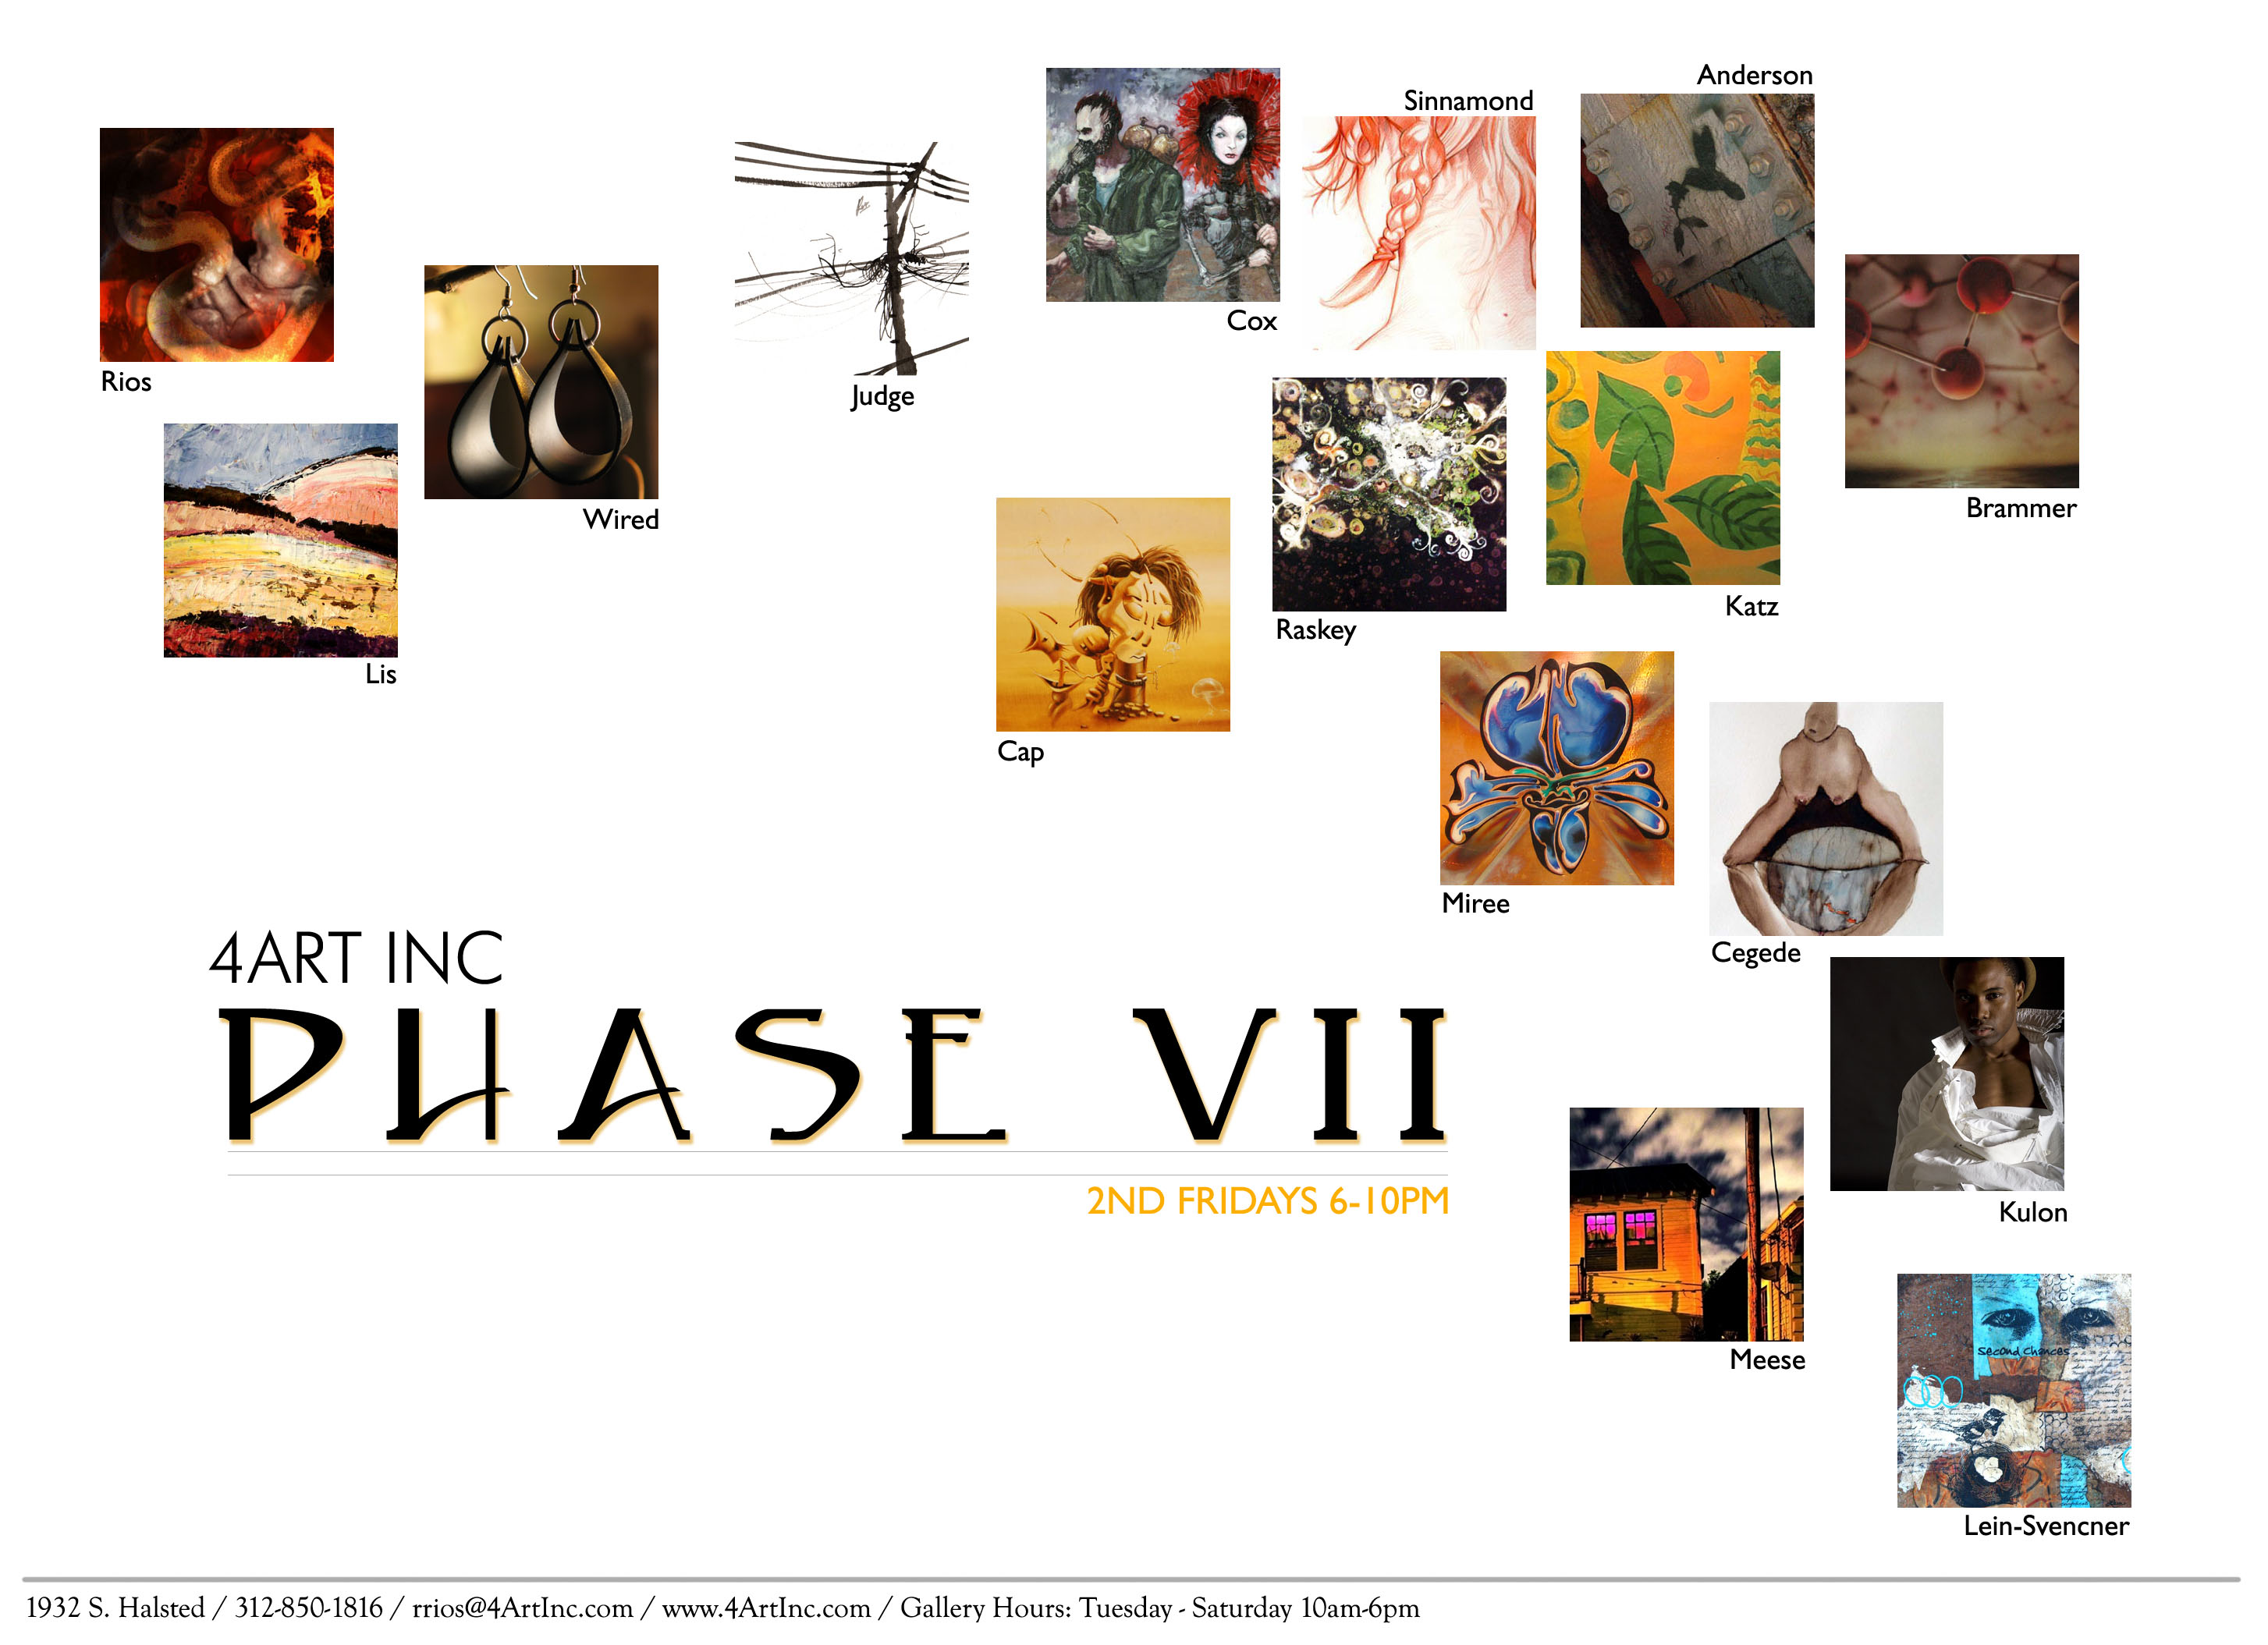 Anderson
Sinnamond
Cox
Rios
Judge
Wired
Brammer
Katz
Raskey
Lis
Cap
Miree
Cegede
4ART INC
PHASE VII
2ND FRIDAYS 6-10PM
Kulon
Second Chances
Meese
Lein-Svencner
1932 S. Halsted / 312-850-1816 / rrios@4ArtInc.com / www.4ArtInc.com / Gallery Hours: Tuesday - Saturday 10am-6pm